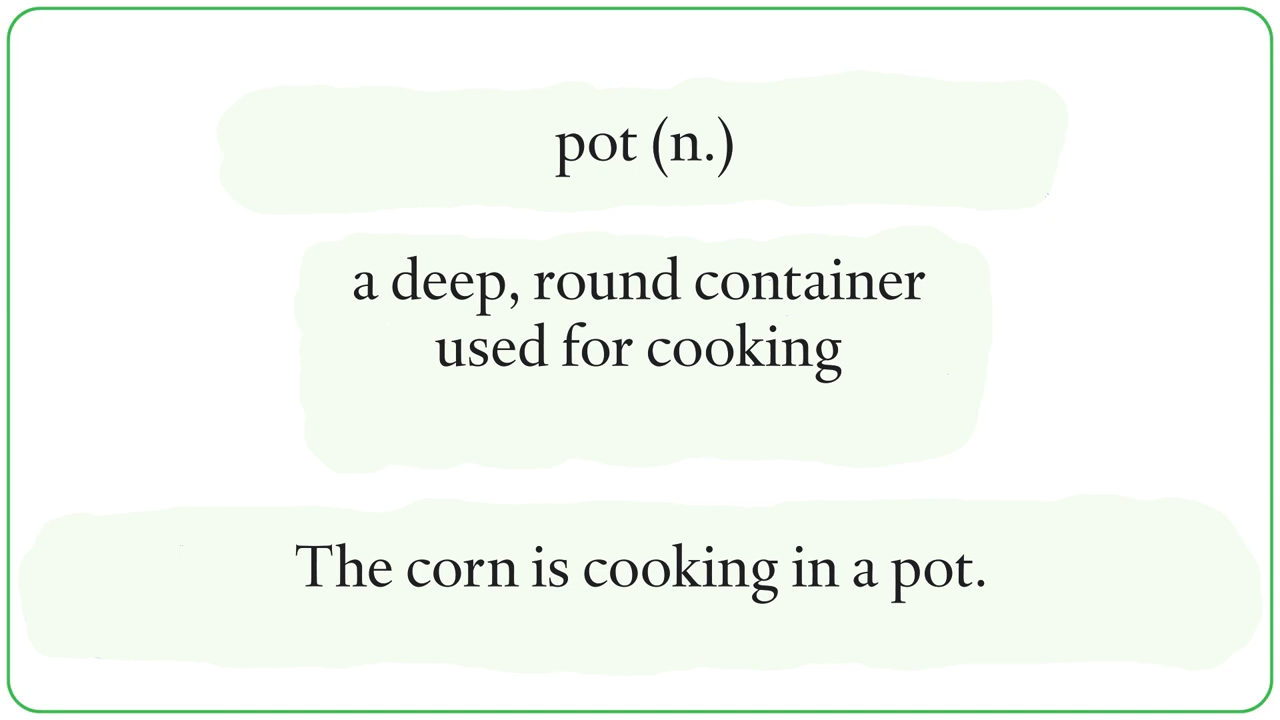 pot (n.)
a deep, round container
used for cooking
The corn is cooking in a pot.